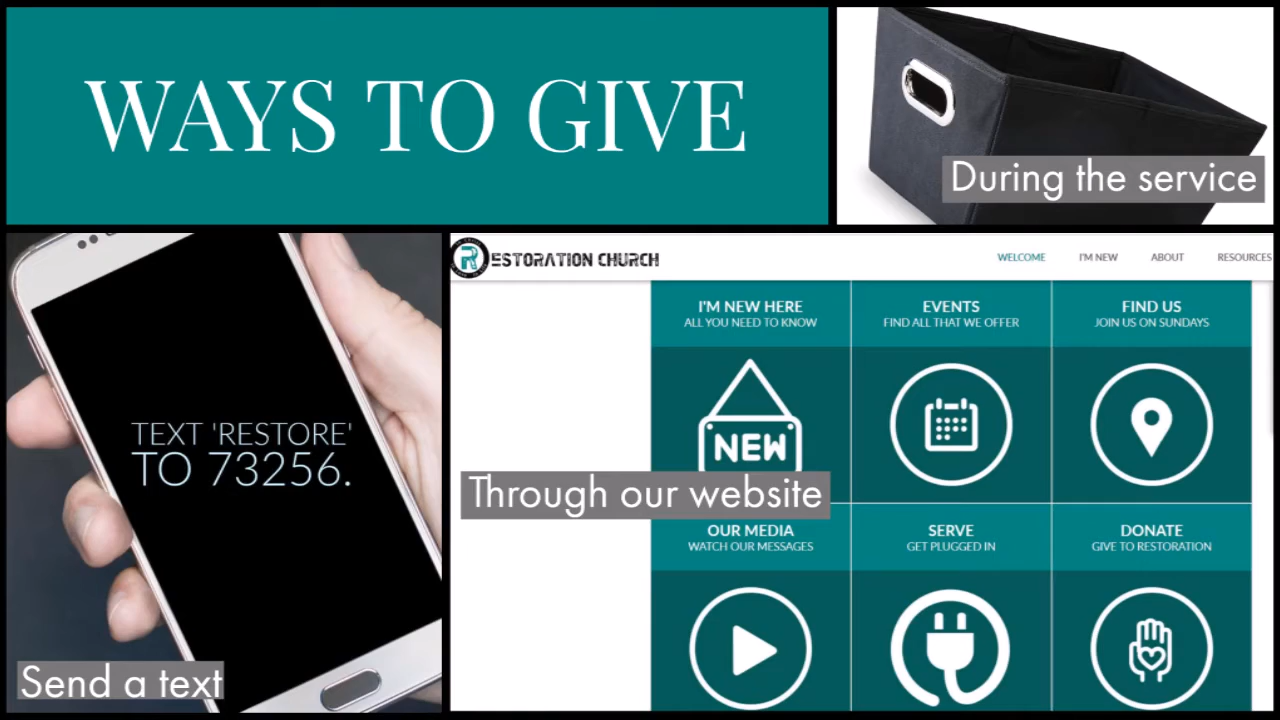 WAYS TO GIVE
During the service
TEXT 'RESTORE'
TO 73256.
Send a text
RESTORATION CHURCH
WELCOME
I'M NEW
ABOUT
RESOURCES
I'M NEW HERE
ALL YOU NEED TO KNOW
EVENTS
FIND ALL THAT WE OFFER
FIND US
JOIN US ON SUNDAYS
NEW
Through our website
OUR MEDIA
WATCH OUR MESSAGES
SERVE
GET PLUGGED IN
DONATE
GIVE TO RESTORATION